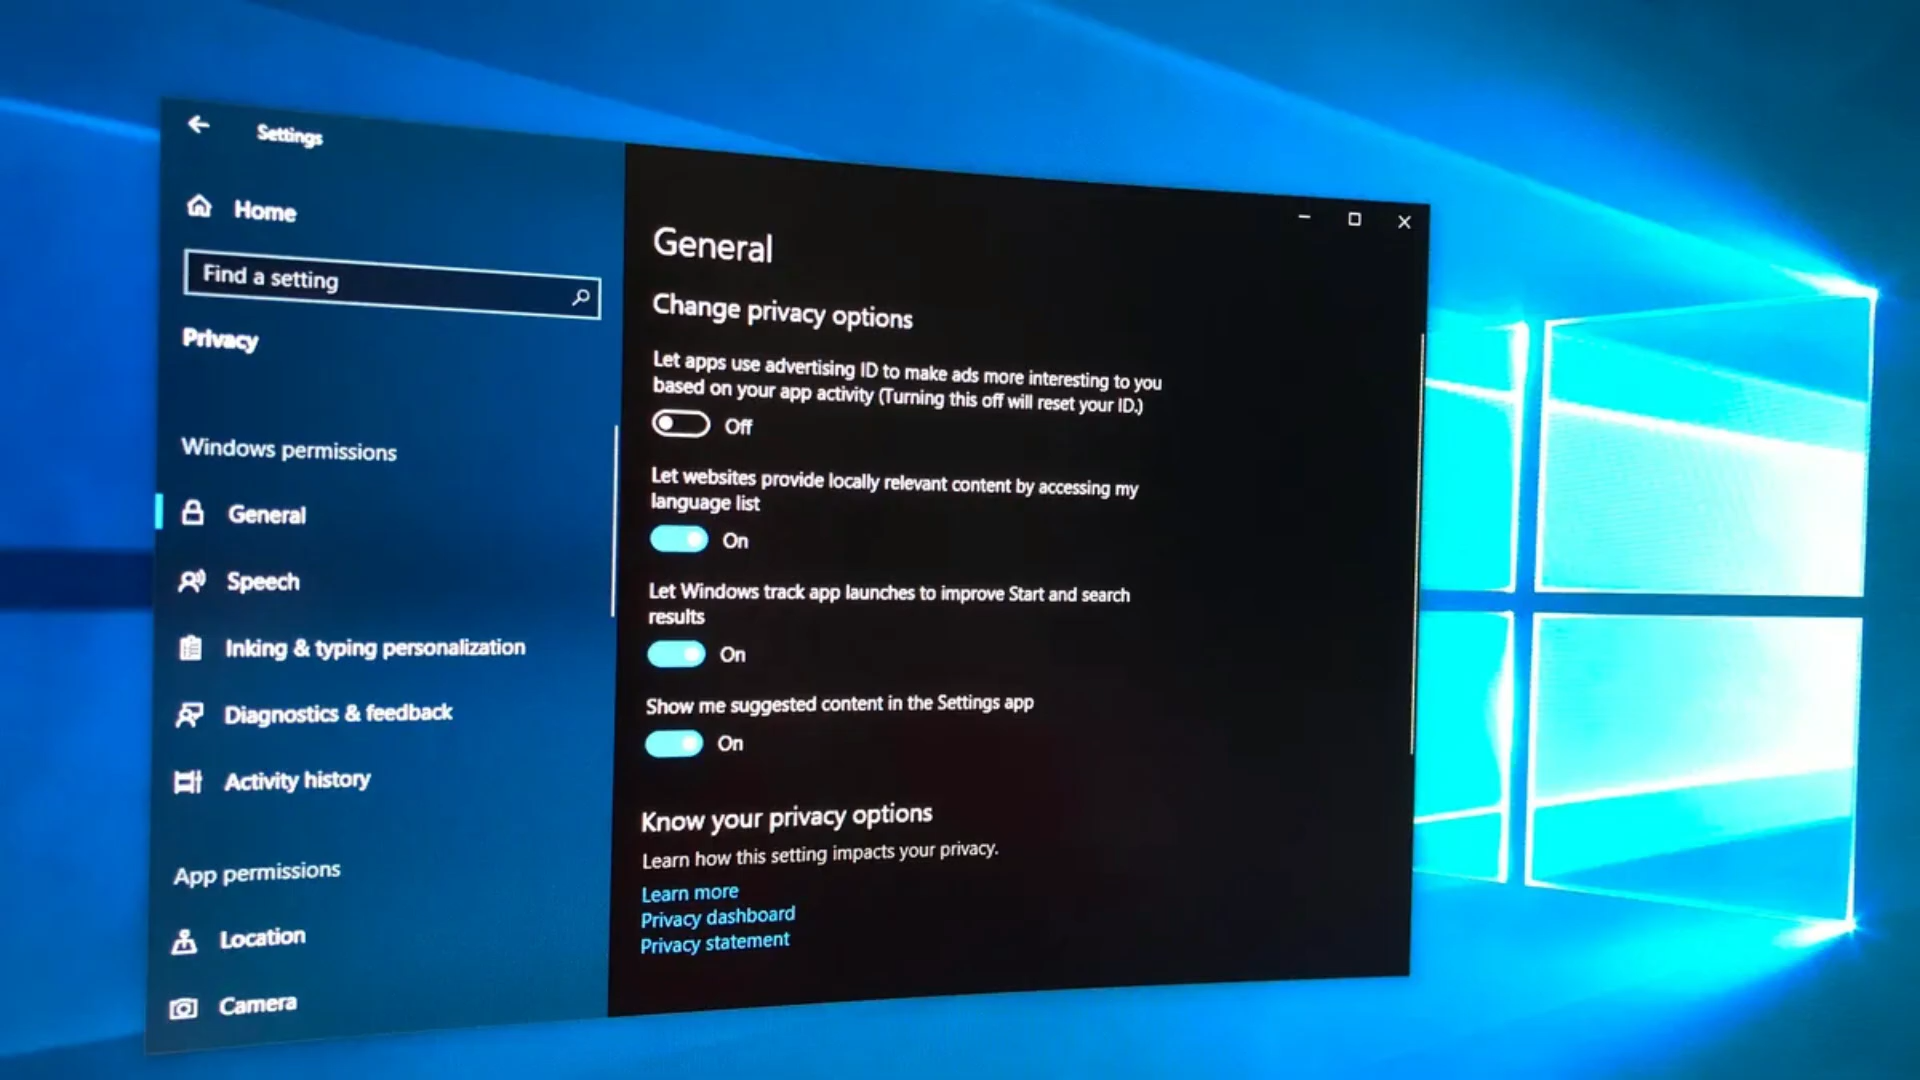 Settings
Home
Find a setting
Privacy
Windows permissions
General
Speech
Inking & typing personalization
Diagnostics & feedback
Activity history
App permissions
Location
Camera
General
Change privacy options
Let apps use advertising ID to make ads more interesting to you
based on your app activity (Turning this off will reset your ID.)
Off
Let websites provide locally relevant content by accessing my
language list
On
Let Windows track app launches to improve Start and search
results
On
Show me suggested content in the Settings app
On
Know your privacy options
Learn how this setting impacts your privacy.
Learn more
Privacy dashboard
Privacy statement